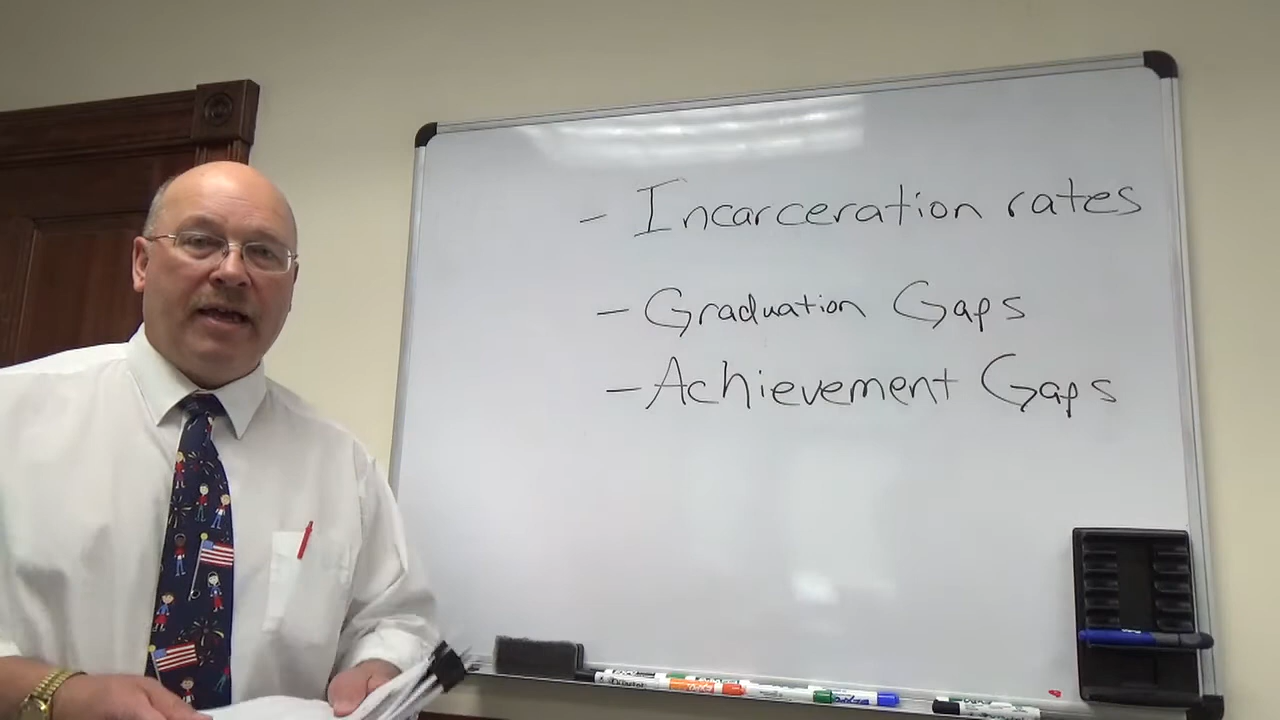 - Incarceration rates
- Graduation Gaps
- Achievement Gaps